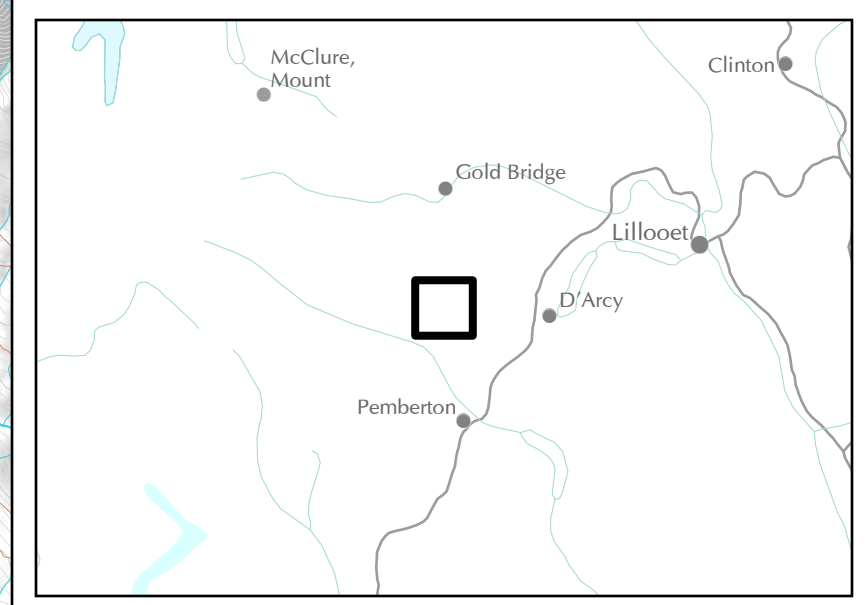 McClure,
Mount
Clinton
Gold Bridge
Lillooet
D'Arcy
Pemberton